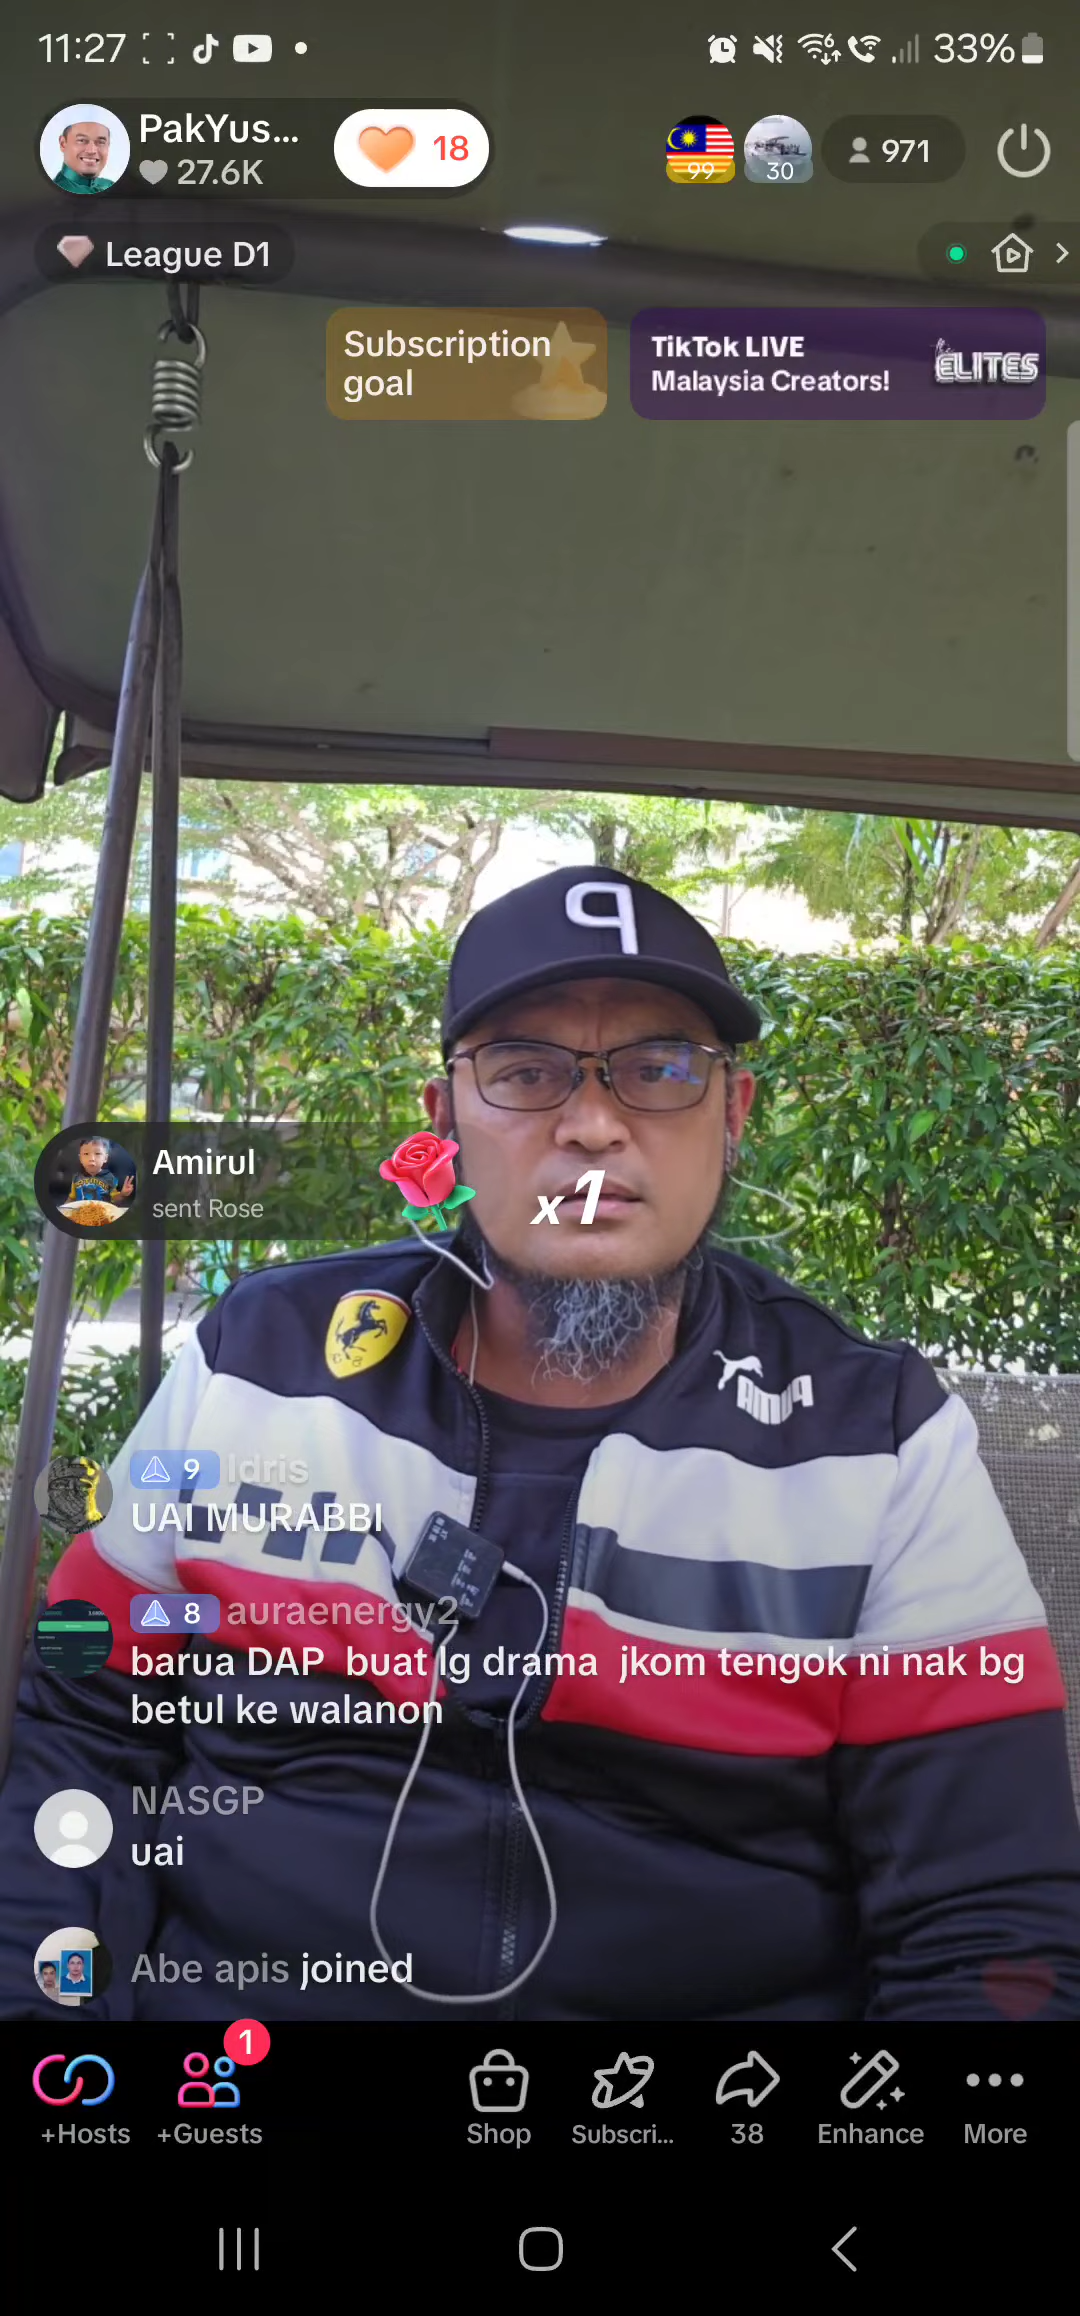 11:27
33%
PakYus...
27.6K
18
99
30
971
League D1
Subscription
goal
TikTok LIVE
Malaysia Creators!
the
ELITES
Amirul
sent Rose
x1
9 Idris
UAI MURABBI
8 auraenergy2
barua DAP buat lg drama jkom tengok ni nak bg
betul ke walanon
NASGP
uai
Abe apis joined
1
+Hosts
+Guests
Shop
Subscri...
38
Enhance
More